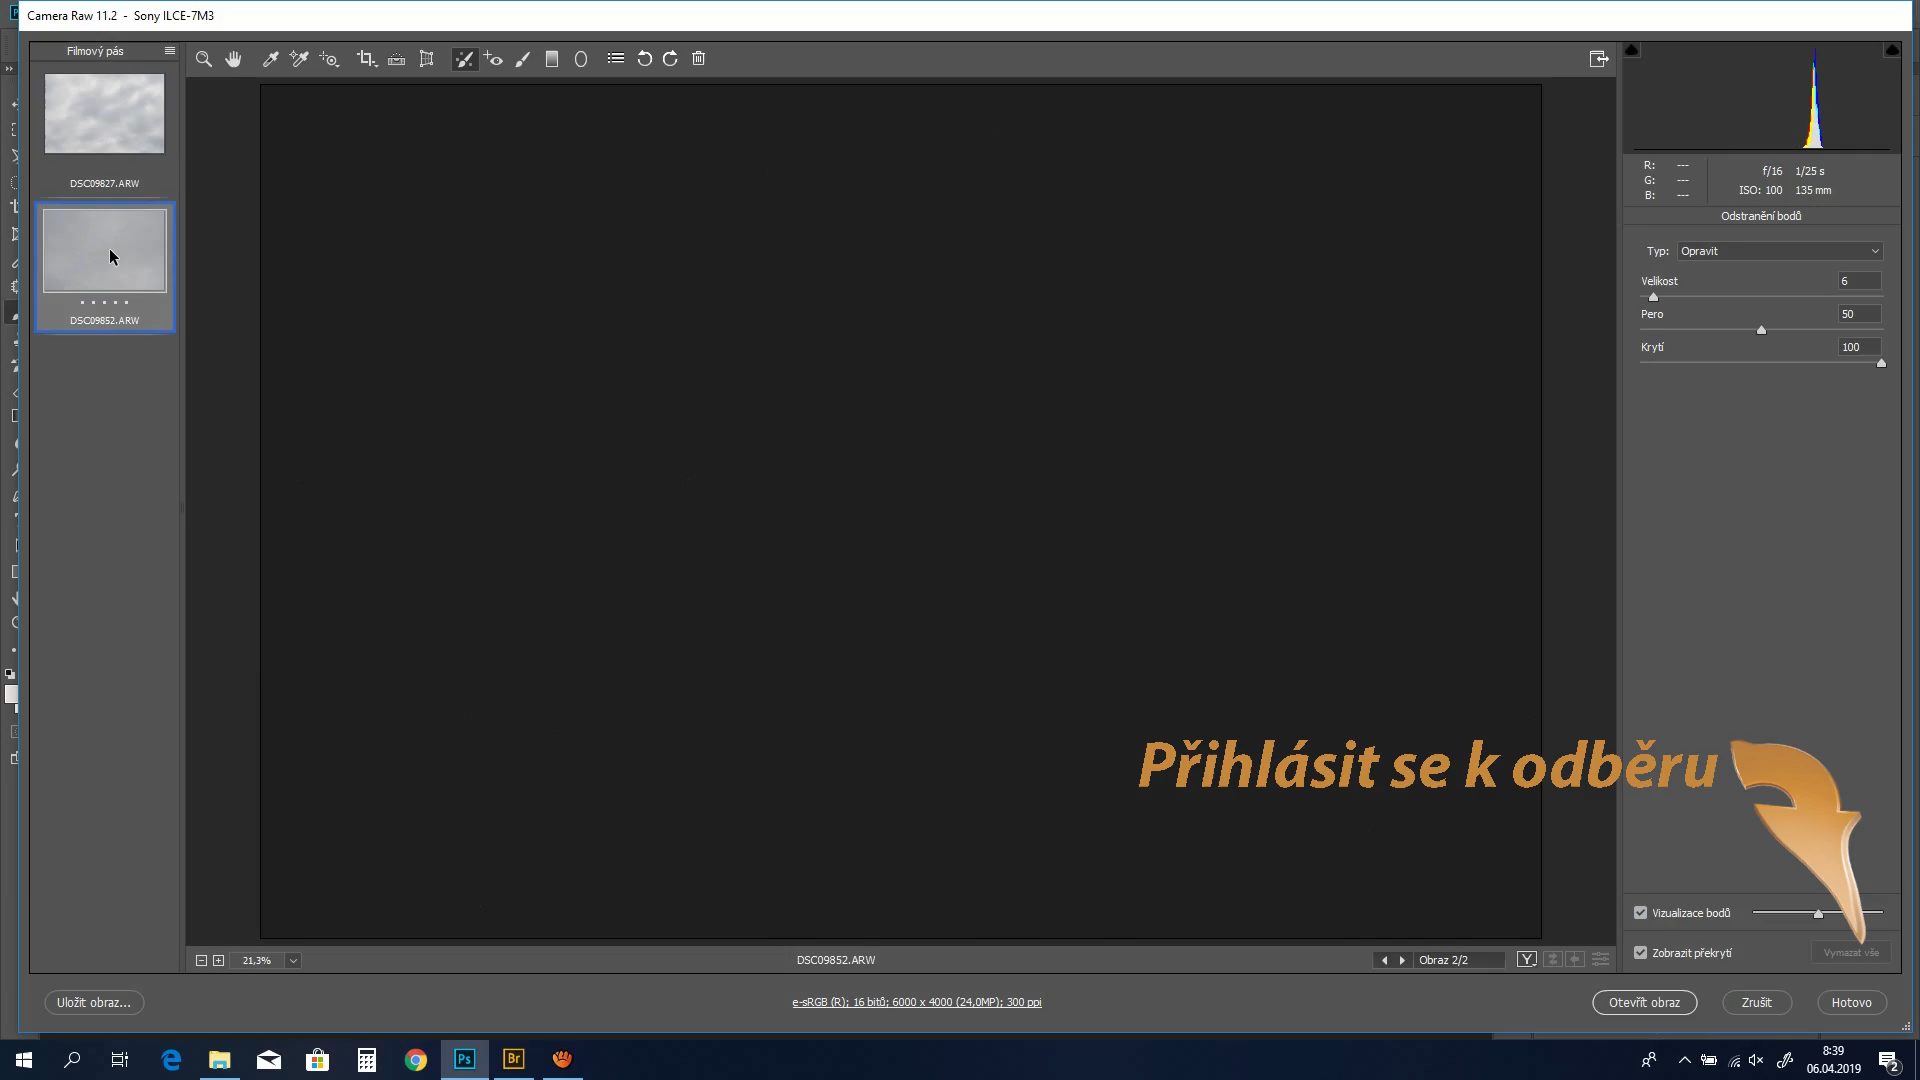 Camera Raw 11.2 - Sony ILCE-7M3
Filmový pás
DSC09827.ARW
DSC09852.ARW
R: ---
G: ---
B: ---
f/16 1/25 s
ISO: 100 135 mm
Odstranění bodů
Typ: Opravit
Velikost 6
Pero 50
Krytí 100
Přihlásit se k odběru
Vizualizace bodů
Zobrazit překrytí
Vymazat vše
21,3%
DSC09852.ARW
Obraz 2/2
Y
Uložit obraz...
e-sRGB (R); 16 bitů; 6000 x 4000 (24,0MP); 300 ppi
Otevřít obraz
Zrušit
Hotovo
Ps
Br
8:39
06.04.2019
2